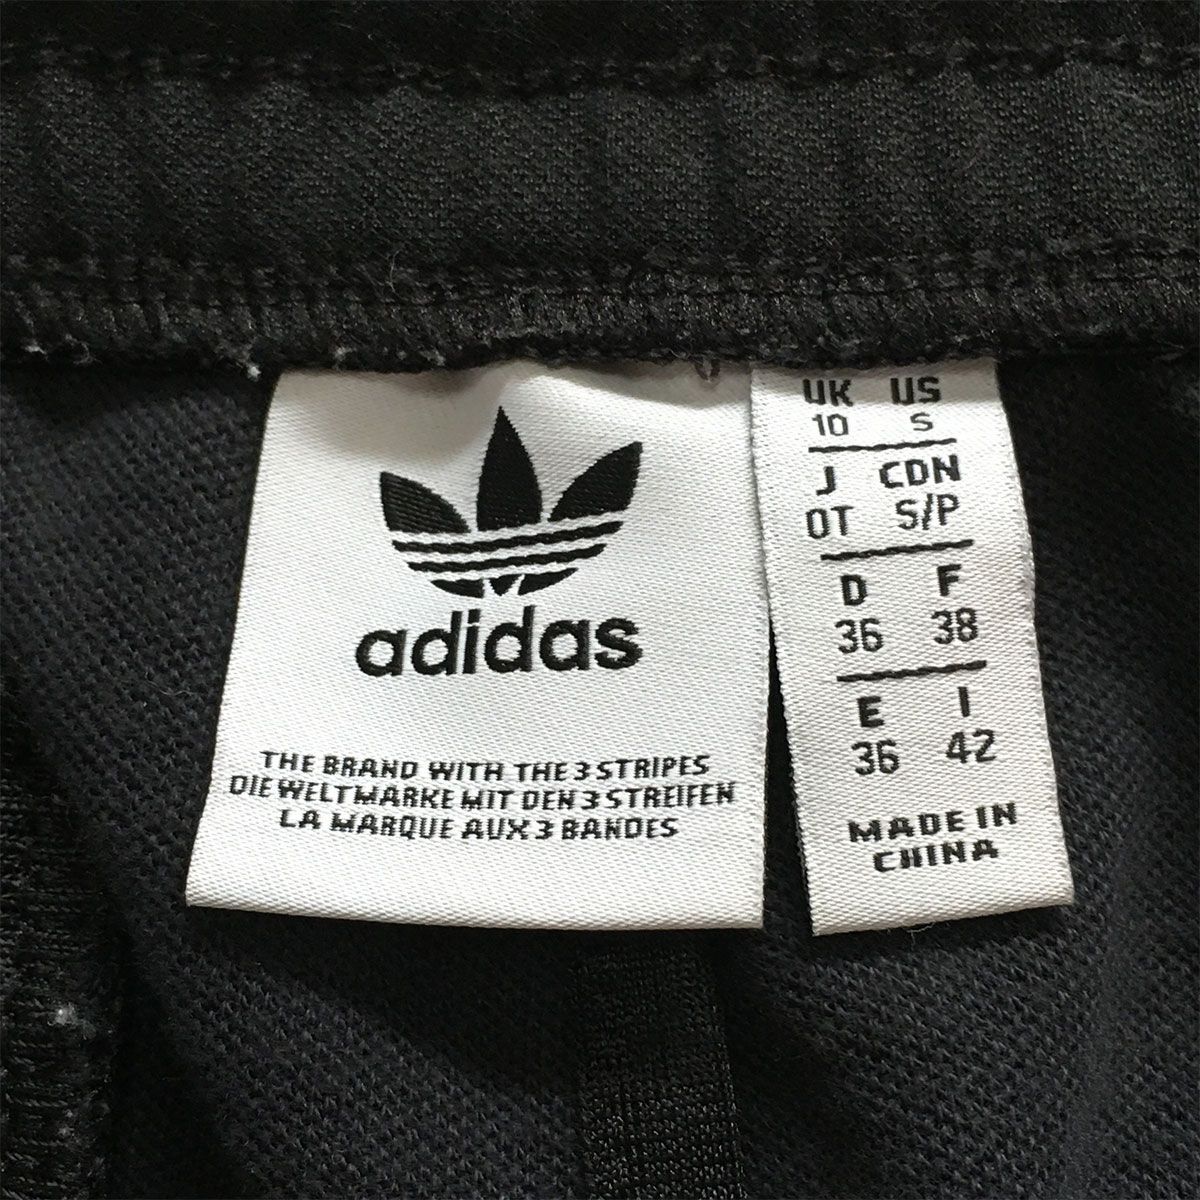 adidas
THE BRAND WITH THE 3 STRIPES
DIE WELTMARKE MIT DEN 3 STREIFEN
LA MARQUE AUX 3 BANDES
UK US
10 S
J CDN
OT S/P
D F
36 38
E I
36 42
MADE IN
CHINA